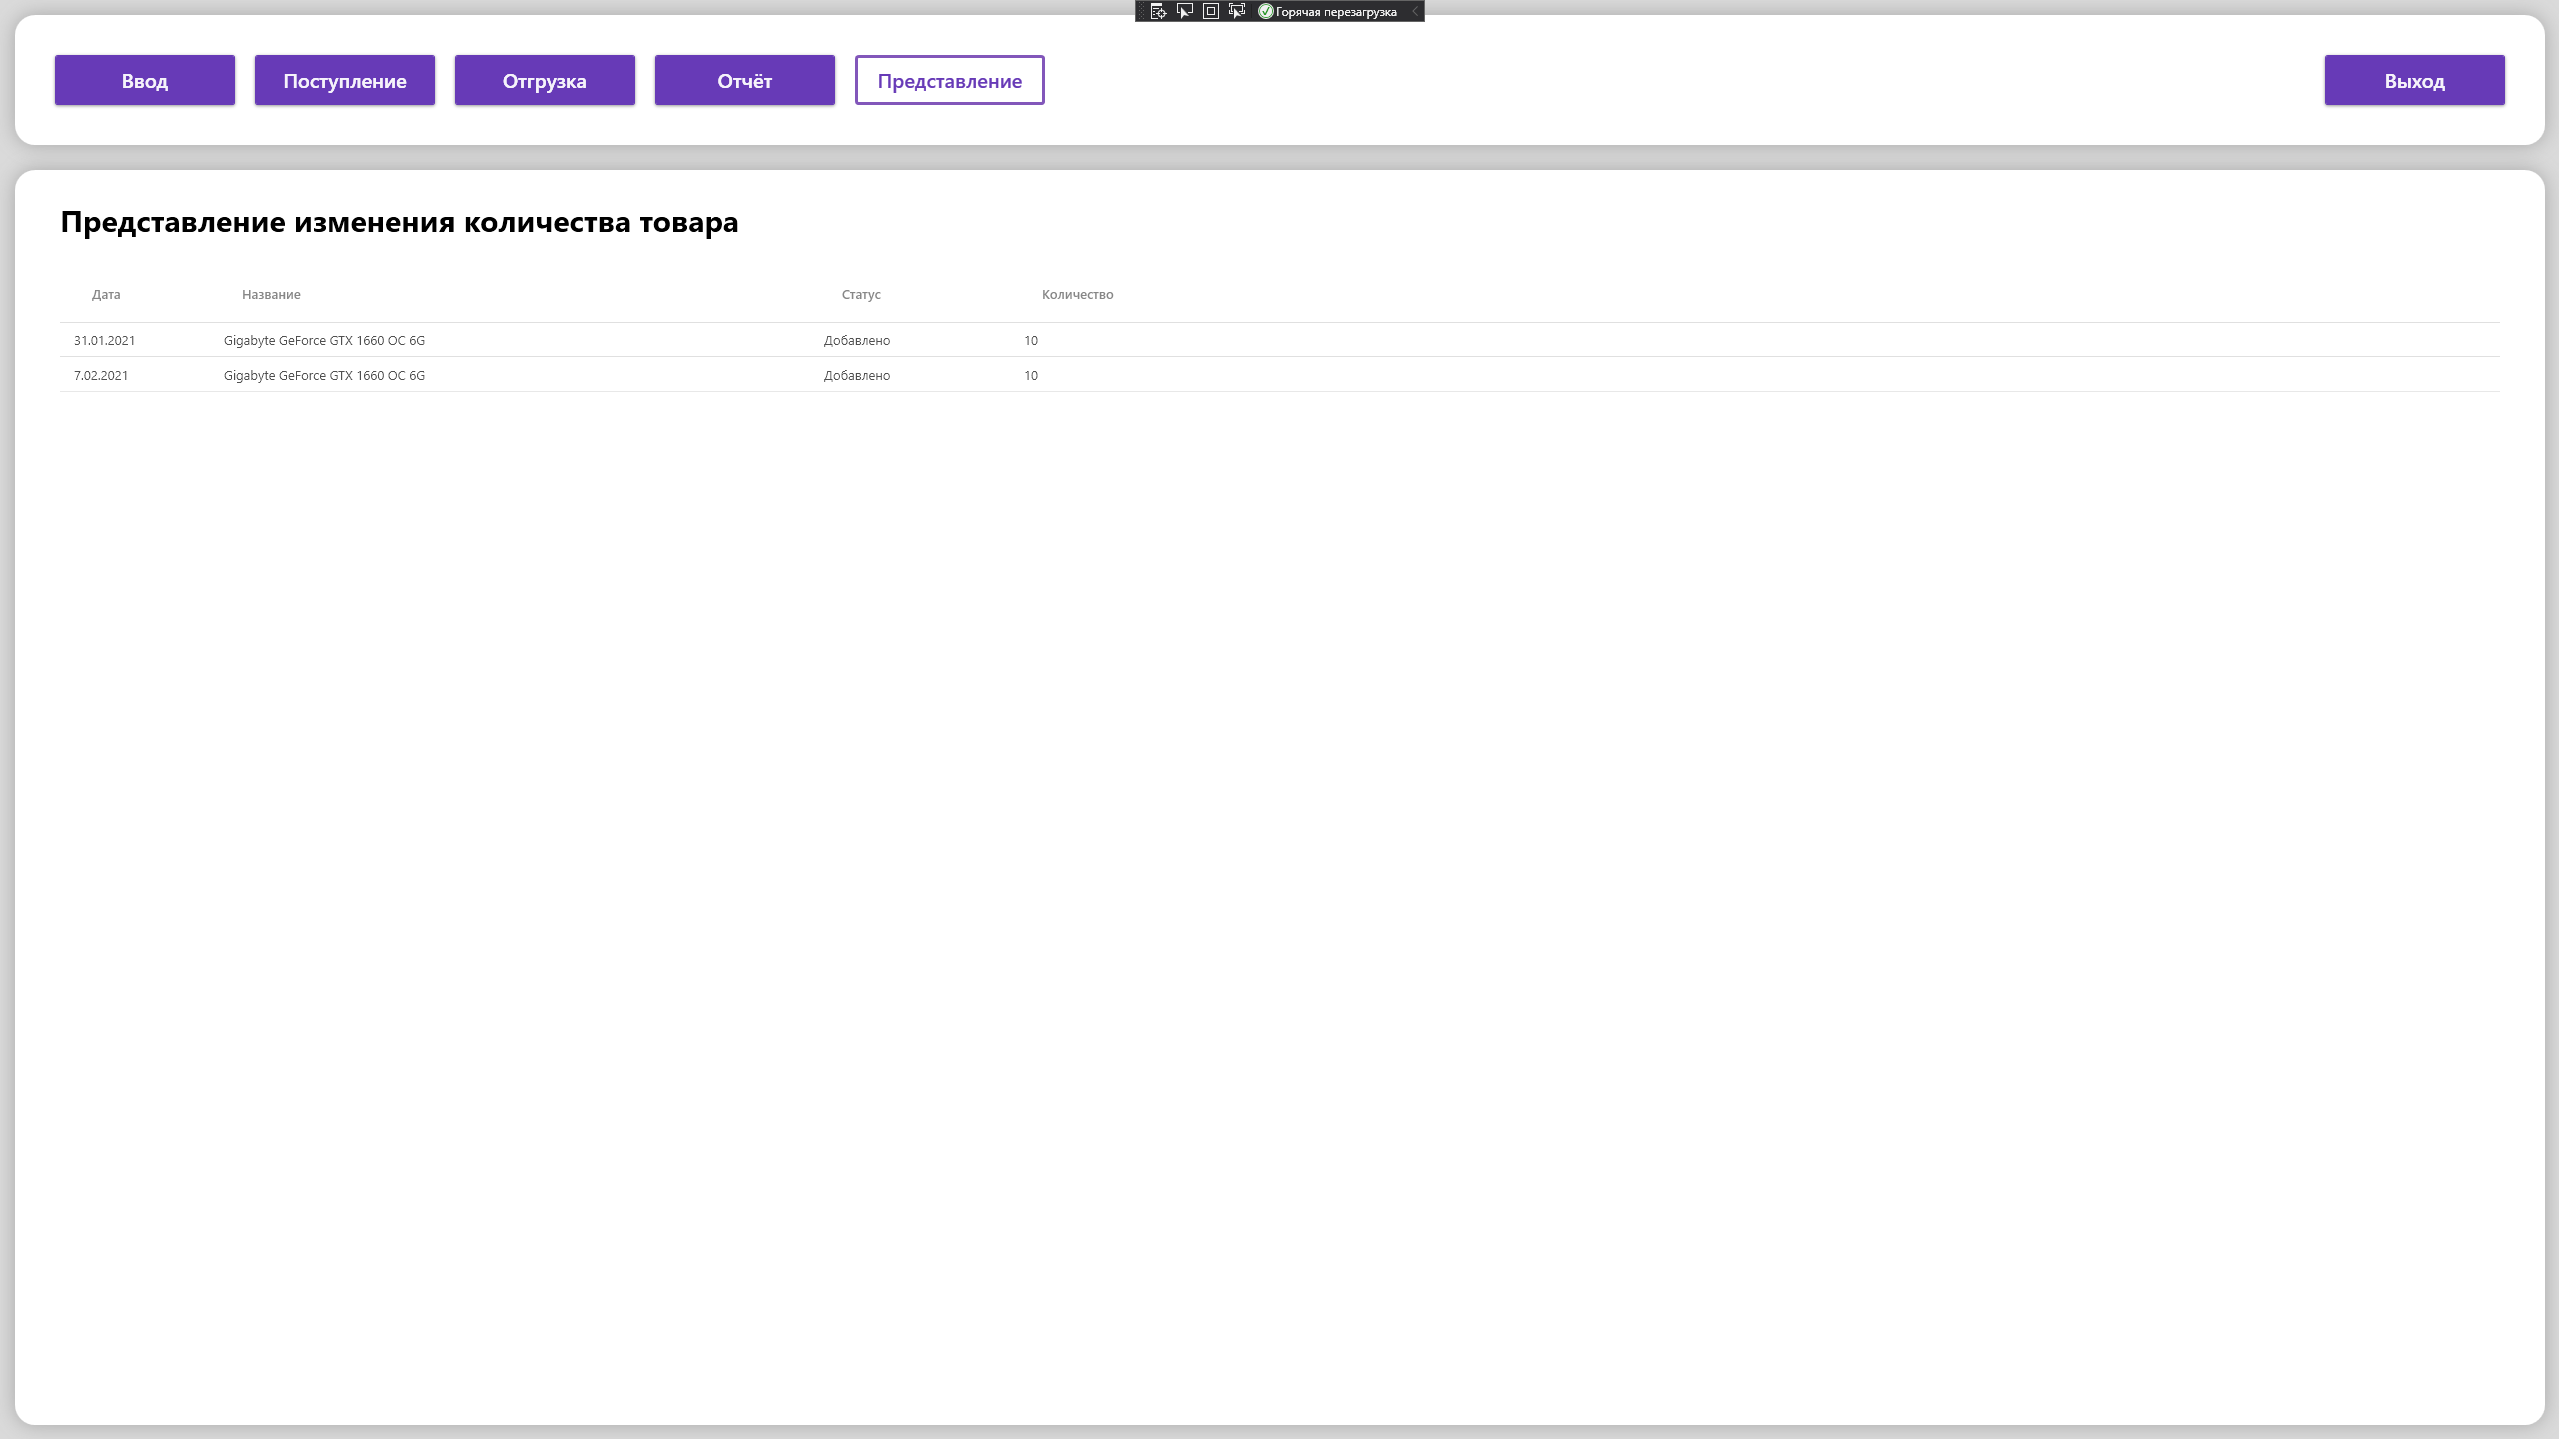 Горячая перезагрузка
Ввод Поступление Отгрузка Отчёт Представление Выход
Представление изменения количества товара
Дата Название Статус Количество
31.01.2021 Gigabyte GeForce GTX 1660 OC 6G Добавлено 10
7.02.2021 Gigabyte GeForce GTX 1660 OC 6G Добавлено 10